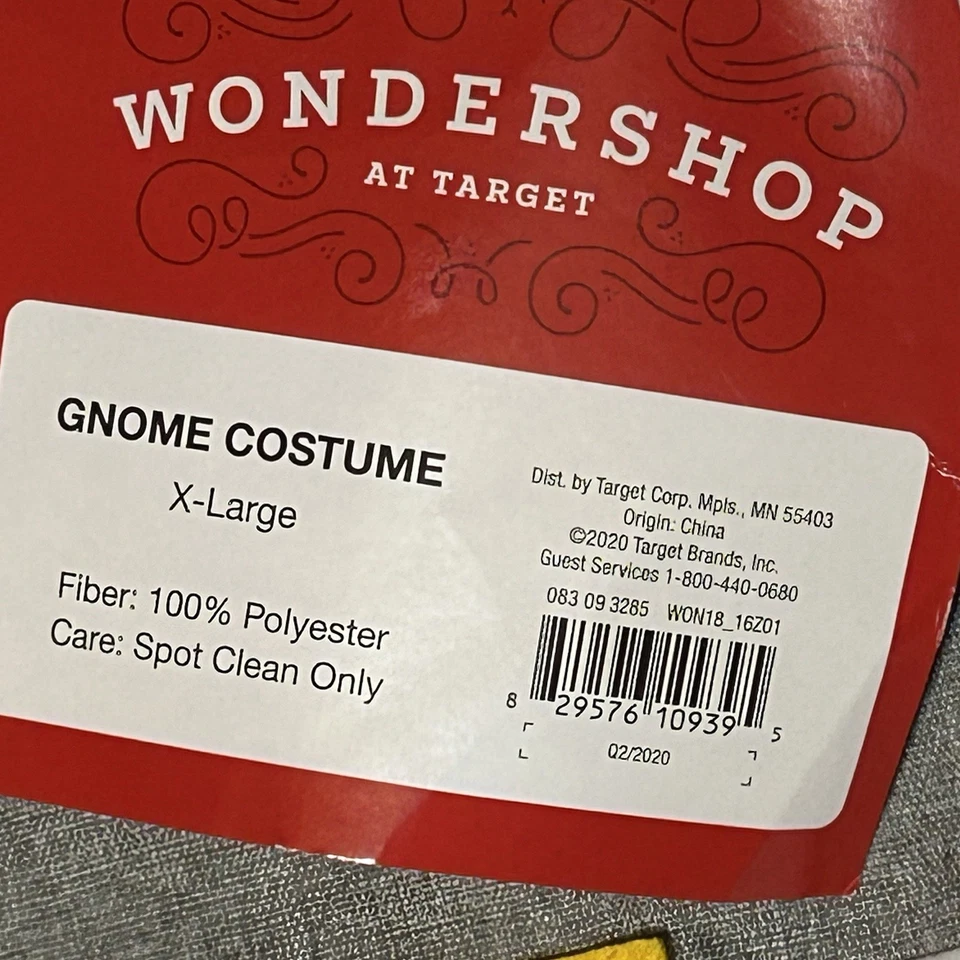 WONDERSHOP
AT TARGET
GNOME COSTUME
X-Large
Fiber: 100% Polyester
Care: Spot Clean Only
Dist. by Target Corp. Mpls., MN 55403
Origin: China
©2020 Target Brands, Inc.
Guest Services 1-800-440-0680
083 09 3285 WON18_16Z01
8 29576 10939 5
Q2/2020